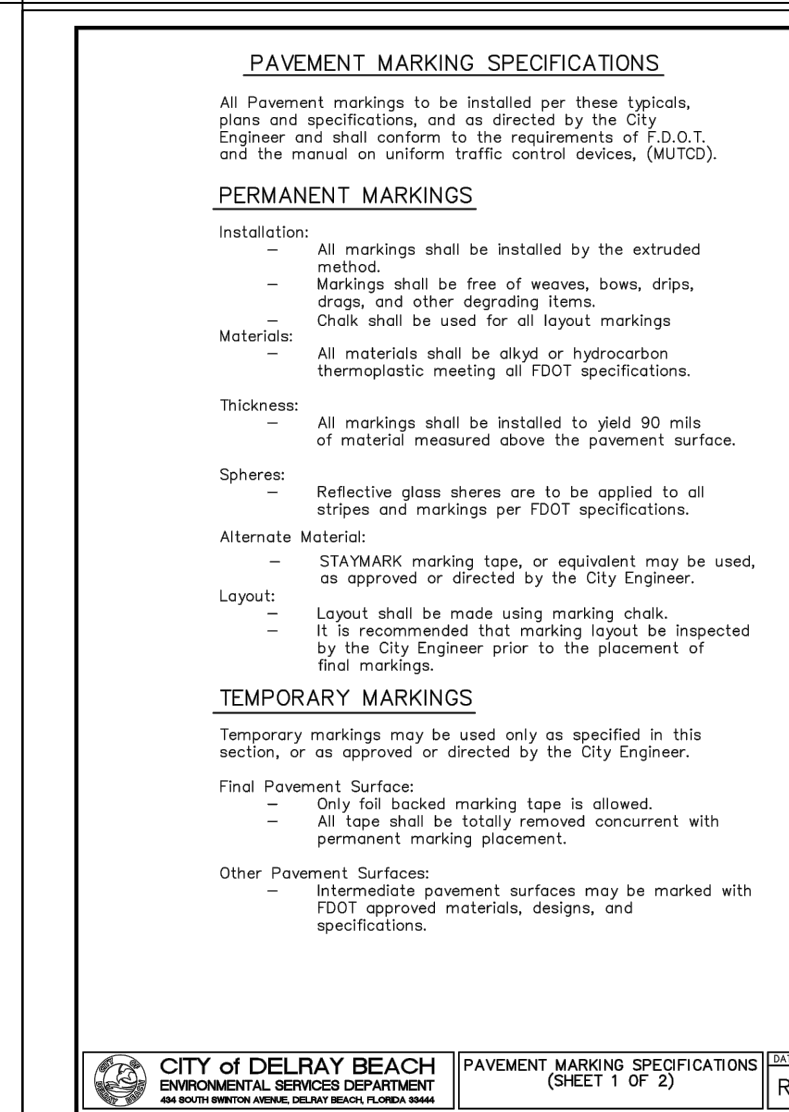 PAVEMENT MARKING SPECIFICATIONS
All Pavement markings to be installed per these typicals,
plans and specifications, and as directed by the City
Engineer and shall conform to the requirements of F.D.O.T.
and the manual on uniform traffic control devices, (MUTCD).
PERMANENT MARKINGS
Installation:
– All markings shall be installed by the extruded
method.
– Markings shall be free of weaves, bows, drips,
drags, and other degrading items.
– Chalk shall be used for all layout markings
Materials:
– All materials shall be alkyd or hydrocarbon
thermoplastic meeting all FDOT specifications.
Thickness:
– All markings shall be installed to yield 90 mils
of material measured above the pavement surface.
Spheres:
– Reflective glass sheres are to be applied to all
stripes and markings per FDOT specifications.
Alternate Material:
– STAYMARK marking tape, or equivalent may be used,
as approved or directed by the City Engineer.
Layout:
– Layout shall be made using marking chalk.
– It is recommended that marking layout be inspected
by the City Engineer prior to the placement of
final markings.
TEMPORARY MARKINGS
Temporary markings may be used only as specified in this
section, or as approved or directed by the City Engineer.
Final Pavement Surface:
– Only foil backed marking tape is allowed.
– All tape shall be totally removed concurrent with
permanent marking placement.
Other Pavement Surfaces:
– Intermediate pavement surfaces may be marked with
FDOT approved materials, designs, and
specifications.
CITY of DELRAY BEACH
ENVIRONMENTAL SERVICES DEPARTMENT
434 SOUTH SWINTON AVENUE, DELRAY BEACH, FLORIDA 33444
PAVEMENT MARKING SPECIFICATIONS
(SHEET 1 OF 2)